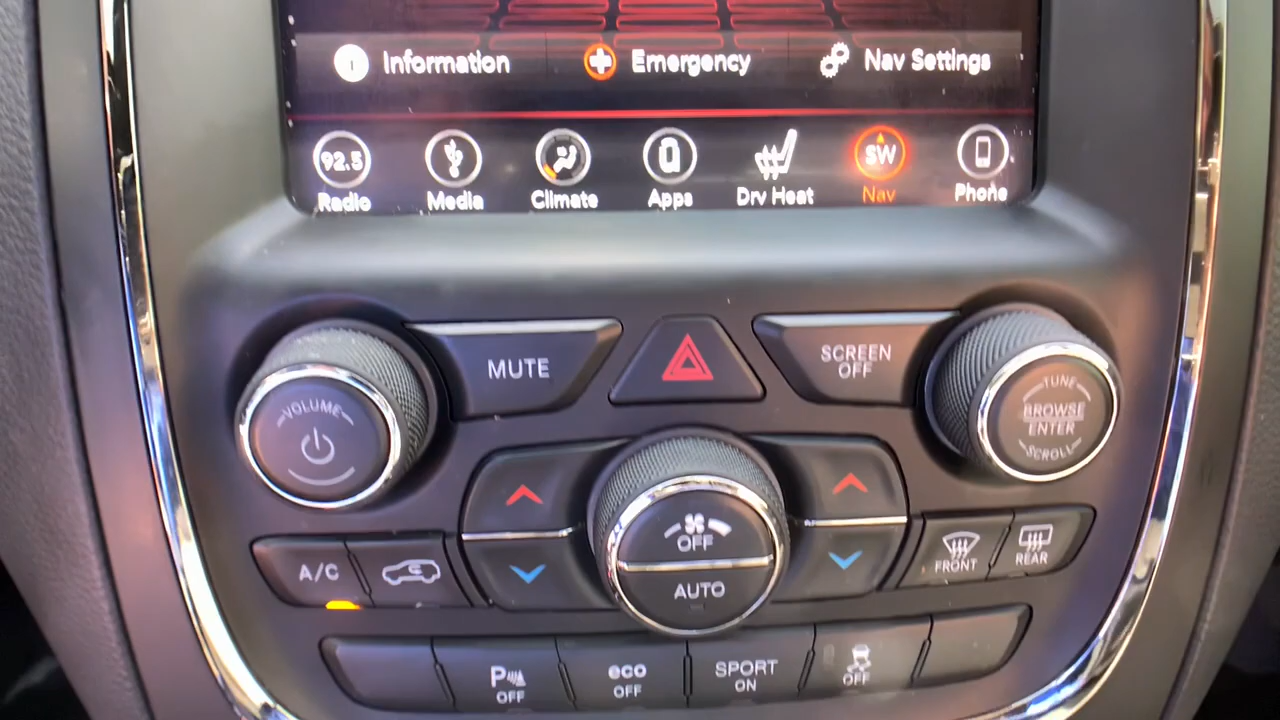 Information
Emergency
Nav Settings
92.5
SW
Radio
Media
Climate
Apps
Drv Heat
Nav
Phone
MUTE
SCREEN
OFF
VOLUME
TUNE
BROWSE
ENTER
SCROLL
OFF
AUTO
A/C
FRONT
REAR
P
OFF
eco
OFF
SPORT
ON
OFF